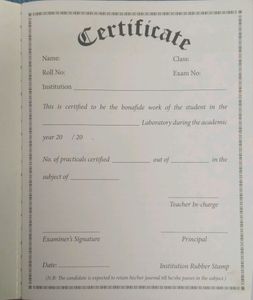 Certificate
Name: Class:
Roll No: Exam No:
Institution
This is certified to be the bonafide work of the student in the
Laboratory during the academic
year 20 / 20 .
No. of practicals certified out of in the
subject of
Teacher In-charge
Examiner's Signature Principal
Date: Institution Rubber Stamp
(N.B: The candidate is expected to retain his/her journal till he/she passes in the subject.)